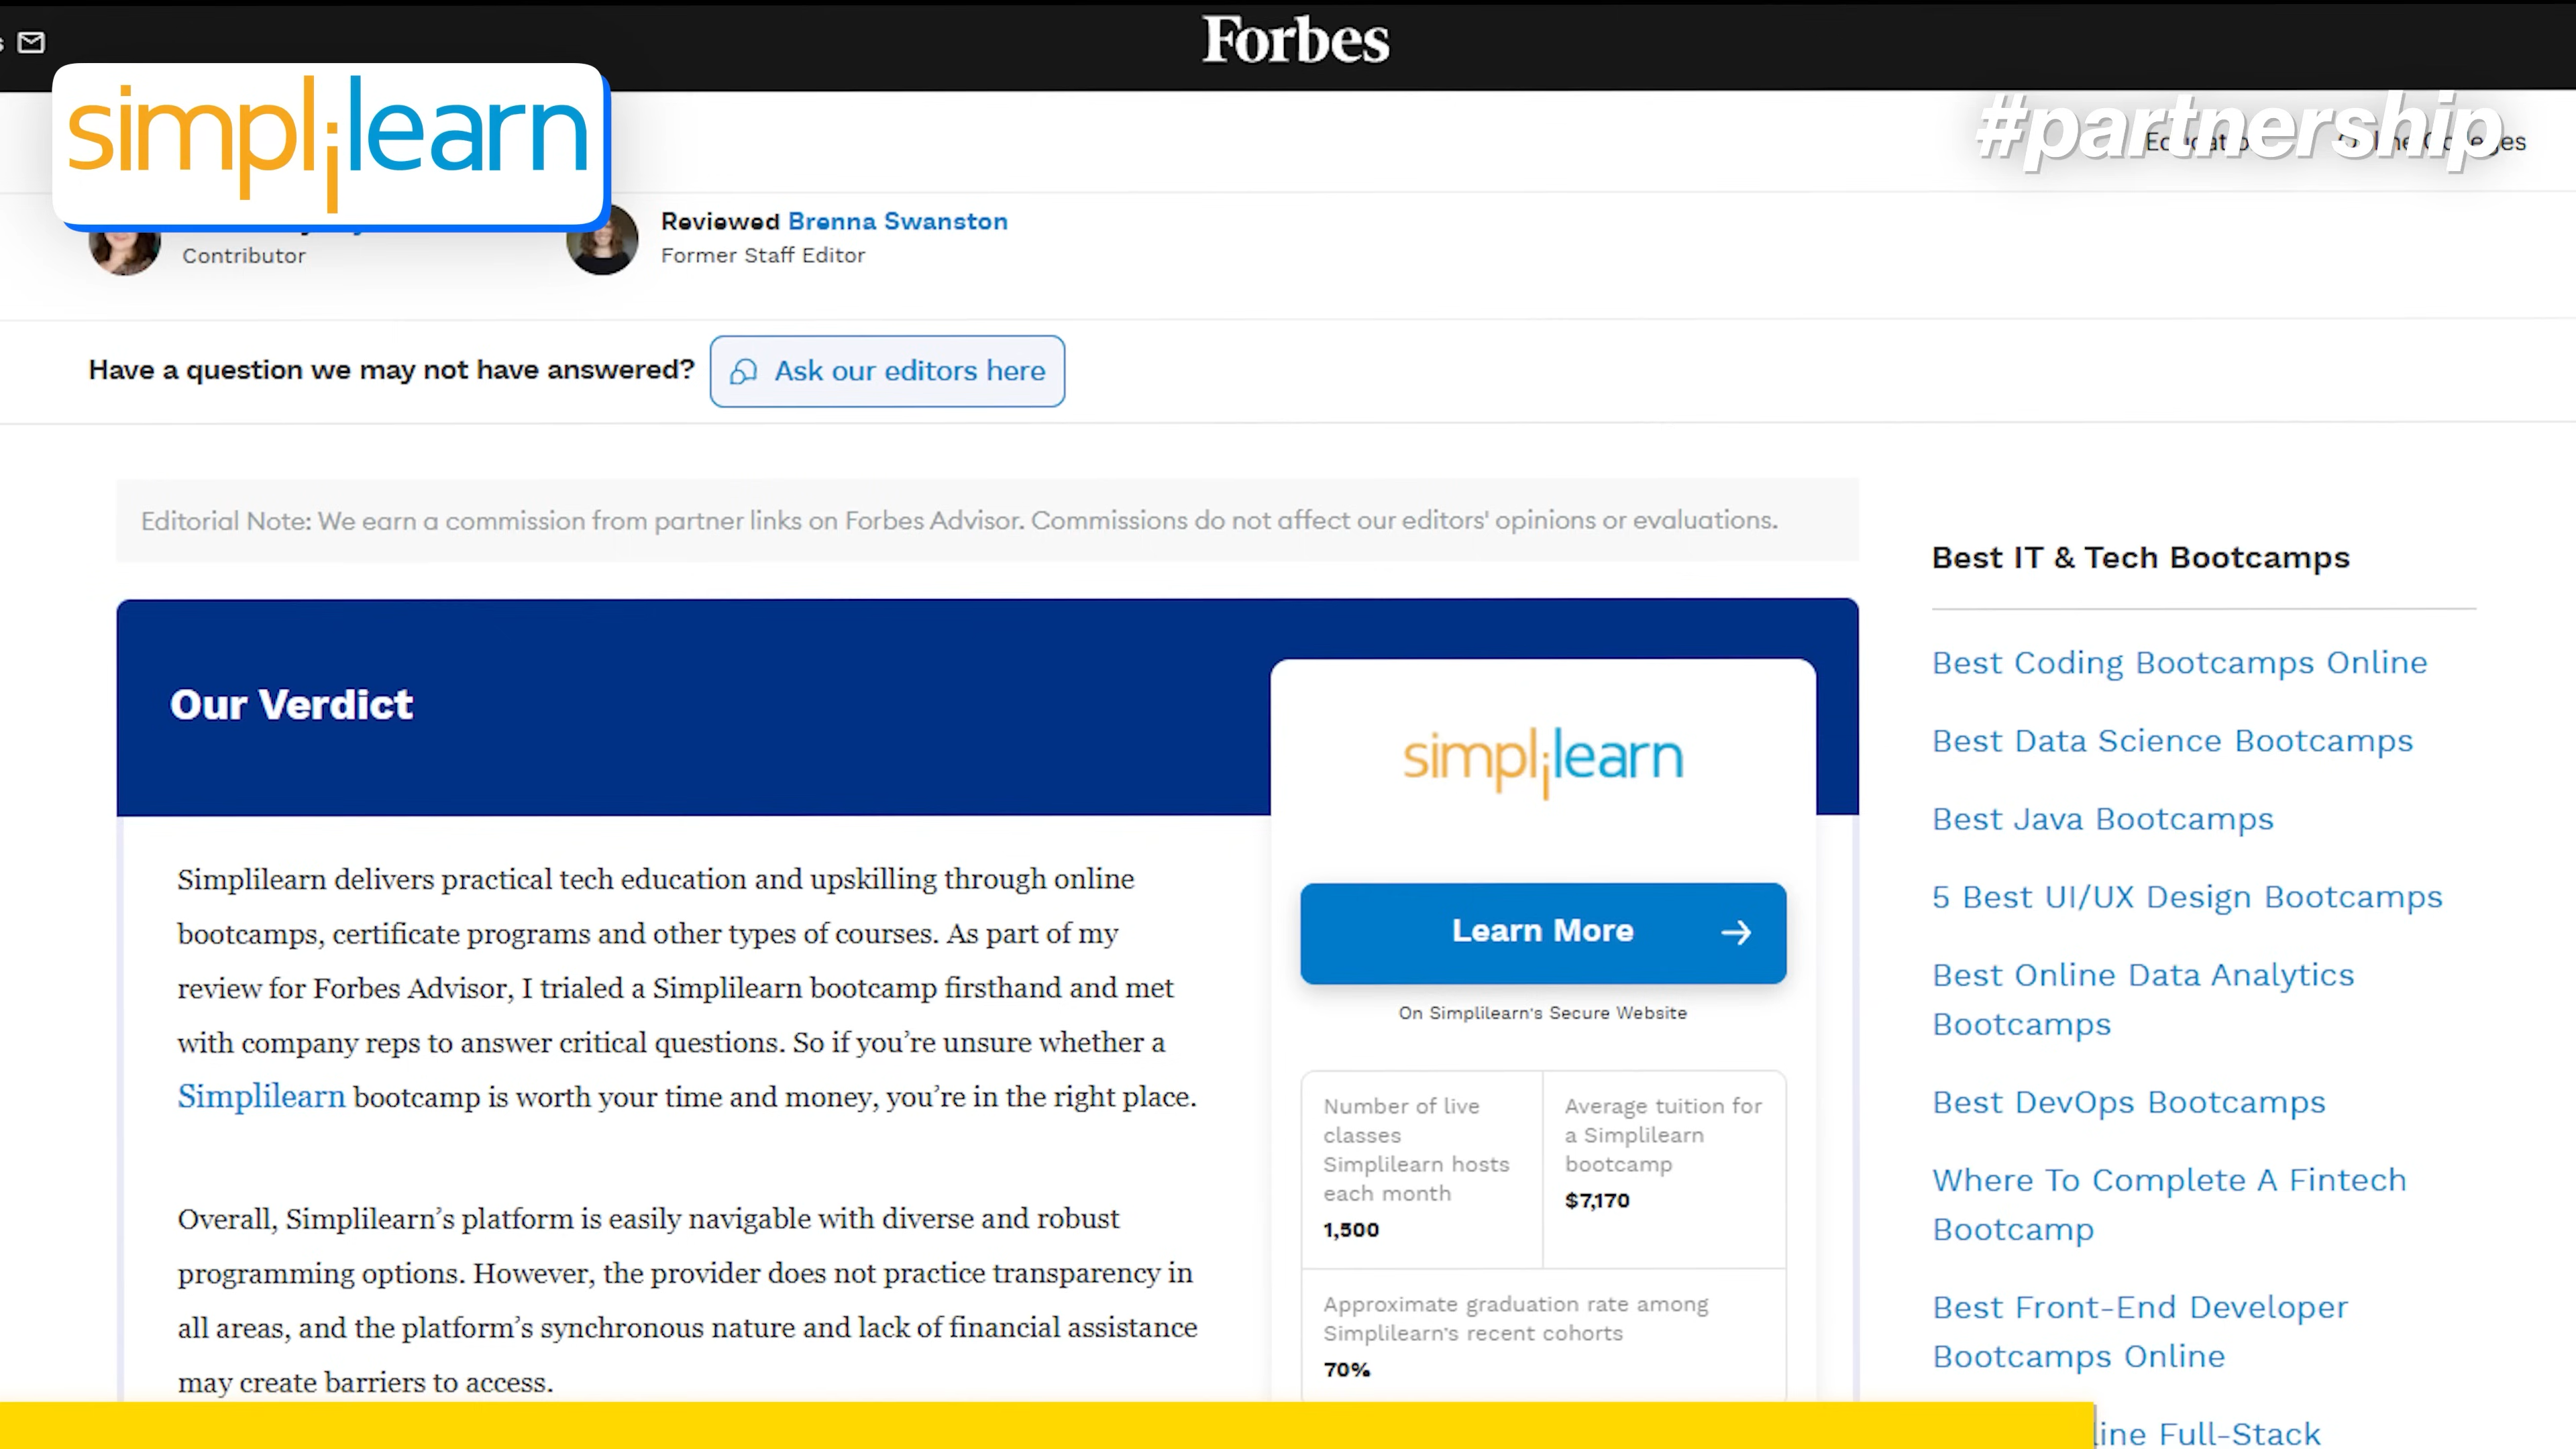 Forbes
simplilearn
#partnership
Reviewed Brenna Swanston
Contributor
Former Staff Editor
Have a question we may not have answered?
Ask our editors here
Editorial Note: We earn a commission from partner links on Forbes Advisor. Commissions do not affect our editors' opinions or evaluations.
Our Verdict
Simplilearn delivers practical tech education and upskilling through online
bootcamps, certificate programs and other types of courses. As part of my
review for Forbes Advisor, I trialed a Simplilearn bootcamp firsthand and met
with company reps to answer critical questions. So if you’re unsure whether a
Simplilearn bootcamp is worth your time and money, you’re in the right place.
Overall, Simplilearn’s platform is easily navigable with diverse and robust
programming options. However, the provider does not practice transparency in
all areas, and the platform’s synchronous nature and lack of financial assistance
may create barriers to access.
simplilearn
Learn More
On Simplilearn's Secure Website
Number of live
classes
Simplilearn hosts
each month
1,500
Average tuition for
a Simplilearn
bootcamp
$7,170
Approximate graduation rate among
Simplilearn's recent cohorts
70%
Best IT & Tech Bootcamps
Best Coding Bootcamps Online
Best Data Science Bootcamps
Best Java Bootcamps
5 Best UI/UX Design Bootcamps
Best Online Data Analytics
Bootcamps
Best DevOps Bootcamps
Where To Complete A Fintech
Bootcamp
Best Front-End Developer
Bootcamps Online
Full-Stack